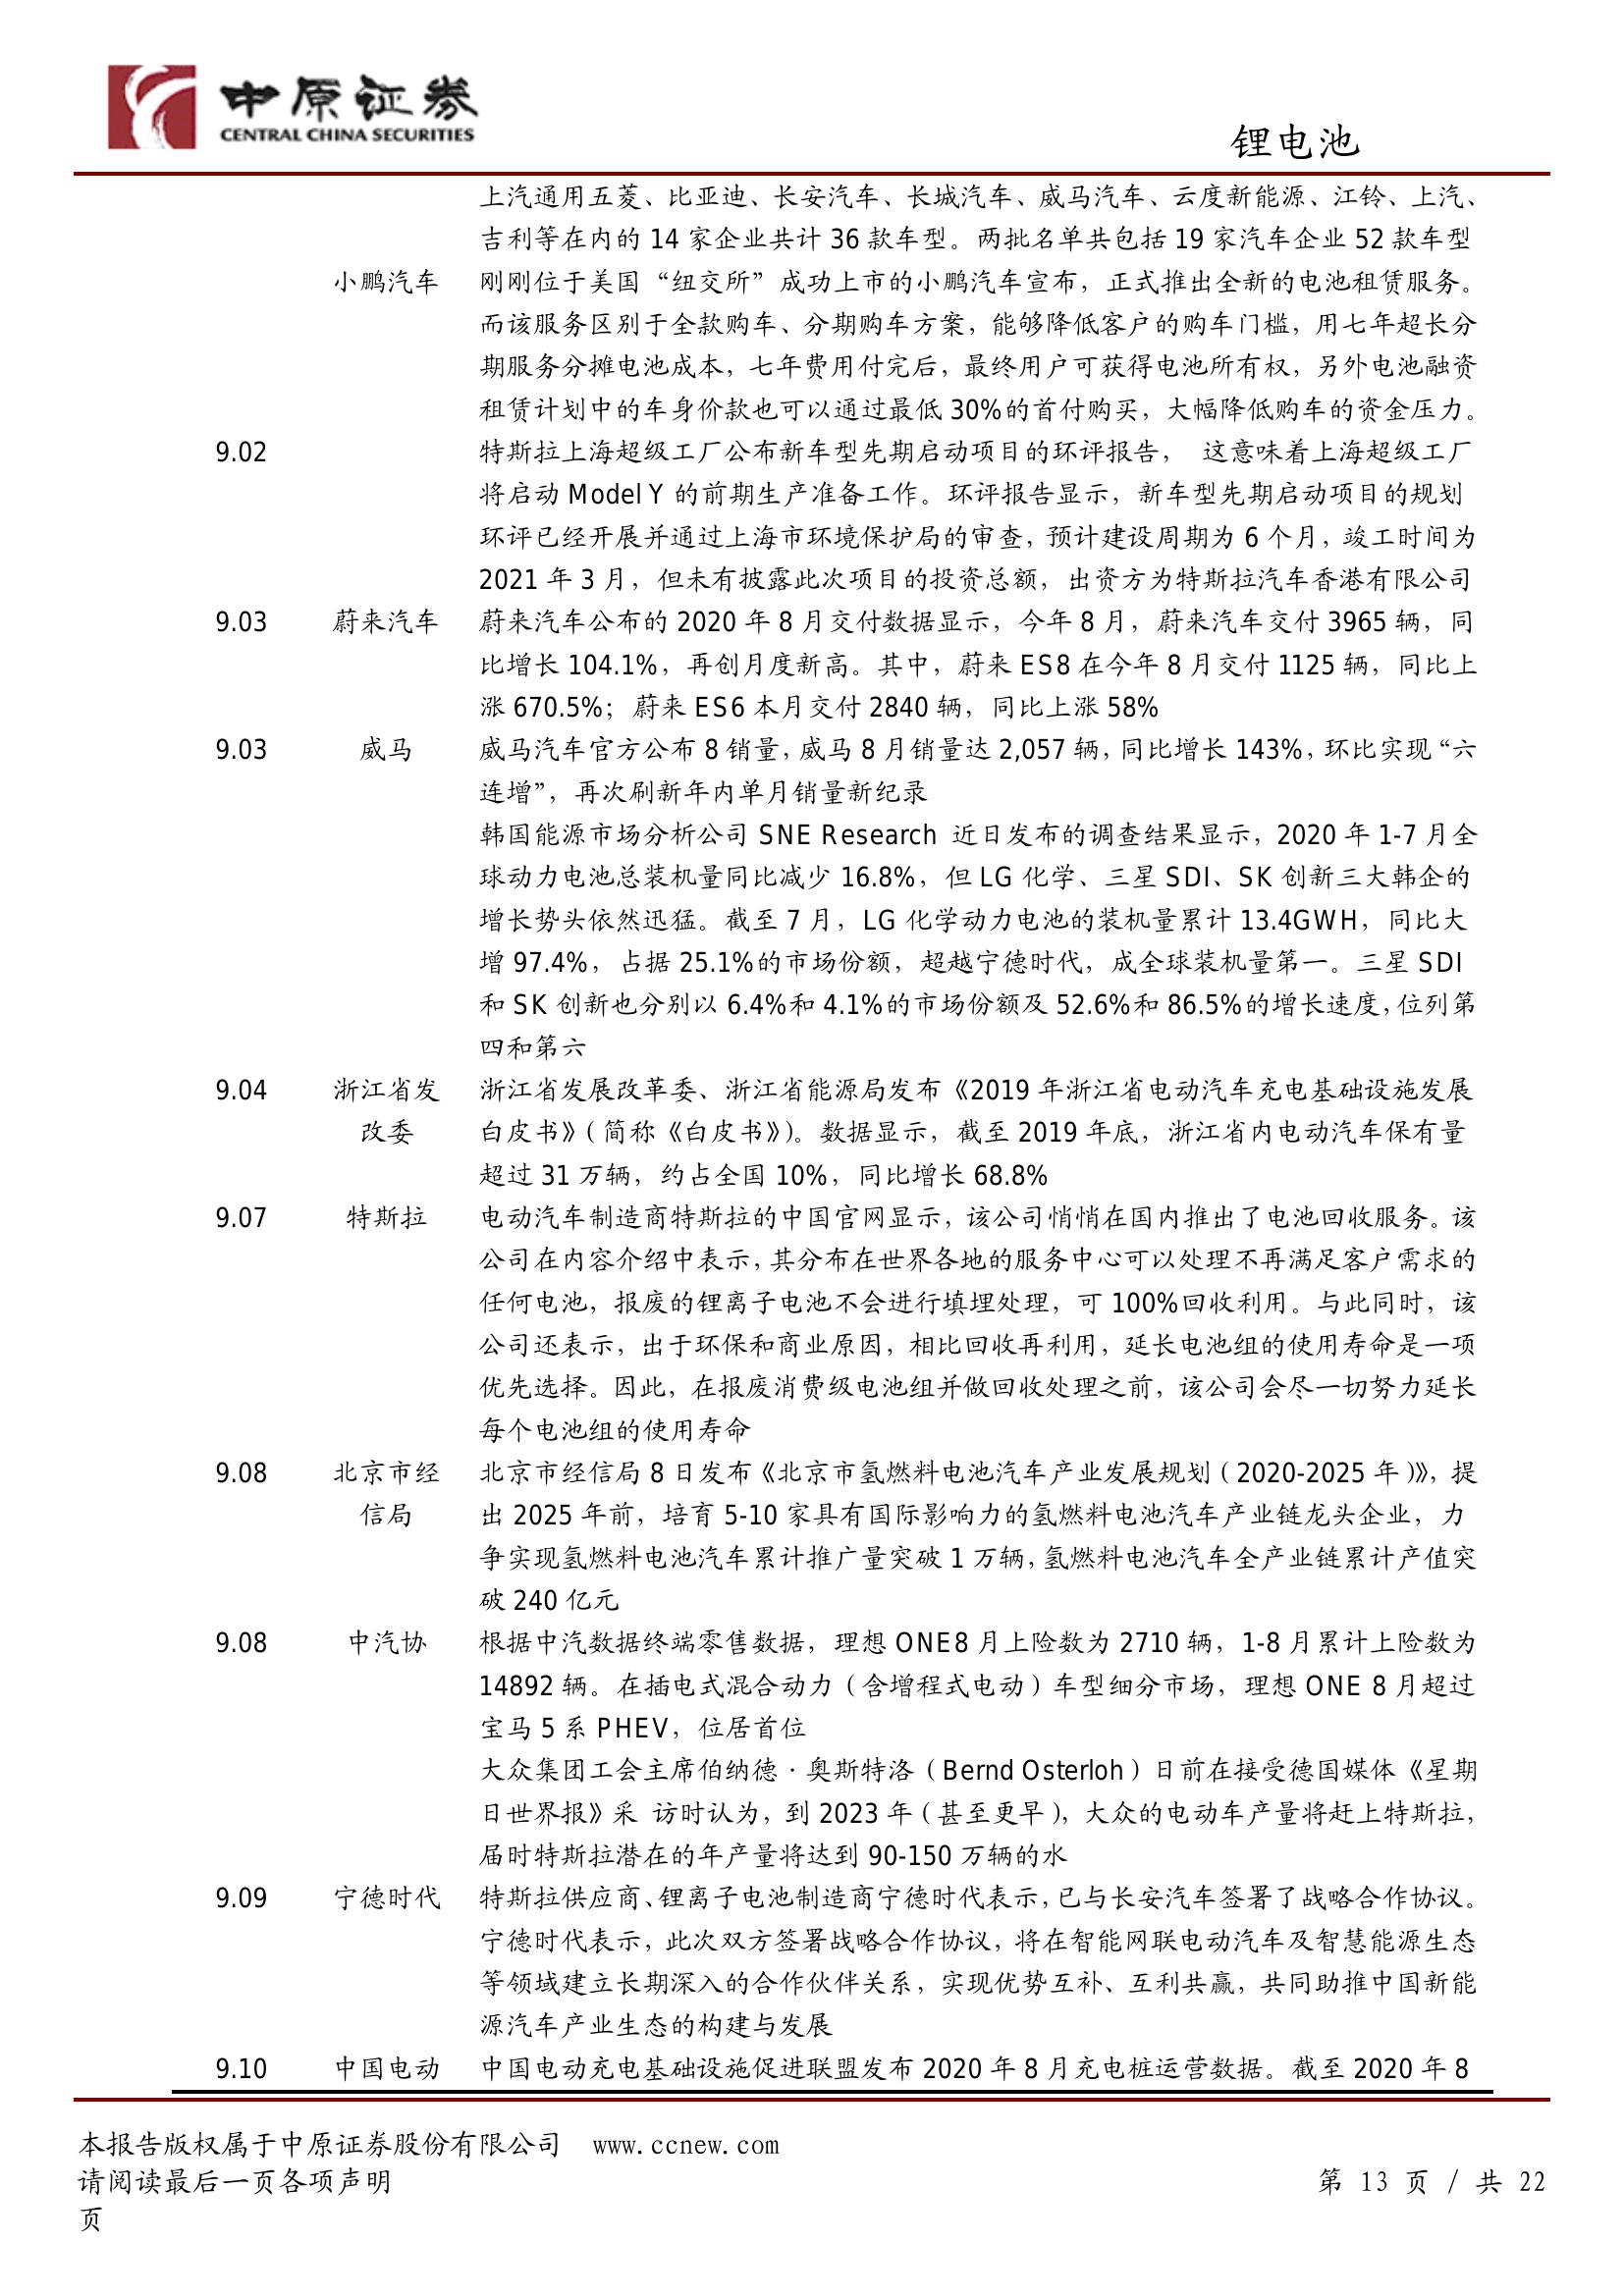 中原证券
CENTRAL CHINA SECURITIES
锂电池
上汽通用五菱、比亚迪、长安汽车、长城汽车、威马汽车、云度新能源、江铃、上汽、
吉利等在内的 14 家企业共计 36 款车型。两批名单共包括 19 家汽车企业 52 款车型
小鹏汽车 刚刚位于美国“纽交所”成功上市的小鹏汽车宣布，正式推出全新的电池租赁服务。
而该服务区别于全款购车、分期购车方案，能够降低客户的购车门槛，用七年超长分
期服务分摊电池成本，七年费用付完后，最终用户可获得电池所有权，另外电池融资
租赁计划中的车身价款也可以通过最低 30%的首付购买，大幅降低购车的资金压力。
9.02 特斯拉上海超级工厂公布新车型先期启动项目的环评报告， 这意味着上海超级工厂
将启动 Model Y 的前期生产准备工作。环评报告显示，新车型先期启动项目的规划
环评已经开展并通过上海市环境保护局的审查，预计建设周期为 6 个月，竣工时间为
2021 年 3 月，但未有披露此次项目的投资总额，出资方为特斯拉汽车香港有限公司
9.03 蔚来汽车 蔚来汽车公布的 2020 年 8 月交付数据显示，今年 8 月，蔚来汽车交付 3965 辆，同
比增长 104.1%，再创月度新高。其中，蔚来 ES8 在今年 8 月交付 1125 辆，同比上
涨 670.5%；蔚来 ES6 本月交付 2840 辆，同比上涨 58%
9.03 威马 威马汽车官方公布 8 销量，威马 8 月销量达 2,057 辆，同比增长 143%，环比实现“六
连增”，再次刷新年内单月销量新纪录
韩国能源市场分析公司 SNE Research 近日发布的调查结果显示，2020 年 1-7 月全
球动力电池总装机量同比减少 16.8%，但 LG 化学、三星 SDI、SK 创新三大韩企的
增长势头依然迅猛。截至 7 月，LG 化学动力电池的装机量累计 13.4GWH，同比大
增 97.4%，占据 25.1%的市场份额，超越宁德时代，成全球装机量第一。三星 SDI
和 SK 创新也分别以 6.4%和 4.1%的市场份额及 52.6%和 86.5%的增长速度，位列第
四和第六
9.04 浙江省发 浙江省发展改革委、浙江省能源局发布《2019 年浙江省电动汽车充电基础设施发展
改委 白皮书》（简称《白皮书》）。数据显示，截至 2019 年底，浙江省内电动汽车保有量
超过 31 万辆，约占全国 10%，同比增长 68.8%
9.07 特斯拉 电动汽车制造商特斯拉的中国官网显示，该公司悄悄在国内推出了电池回收服务。该
公司在内容介绍中表示，其分布在世界各地的服务中心可以处理不再满足客户需求的
任何电池，报废的锂离子电池不会进行填埋处理，可 100%回收利用。与此同时，该
公司还表示，出于环保和商业原因，相比回收再利用，延长电池组的使用寿命是一项
优先选择。因此，在报废消费级电池组并做回收处理之前，该公司会尽一切努力延长
每个电池组的使用寿命
9.08 北京市经 北京市经信局 8 日发布《北京市氢燃料电池汽车产业发展规划（2020-2025 年）》，提
信局 出 2025 年前，培育 5-10 家具有国际影响力的氢燃料电池汽车产业链龙头企业，力
争实现氢燃料电池汽车累计推广量突破 1 万辆，氢燃料电池汽车全产业链累计产值突
破 240 亿元
9.08 中汽协 根据中汽数据终端零售数据，理想 ONE8 月上险数为 2710 辆，1-8 月累计上险数为
14892 辆。在插电式混合动力（含增程式电动）车型细分市场，理想 ONE 8 月超过
宝马 5 系 PHEV，位居首位
大众集团工会主席伯纳德·奥斯特洛（Bernd Osterloh）日前在接受德国媒体《星期
日世界报》采 访时认为，到 2023 年（甚至更早），大众的电动车产量将赶上特斯拉，
届时特斯拉潜在的年产量将达到 90-150 万辆的水
9.09 宁德时代 特斯拉供应商、锂离子电池制造商宁德时代表示，已与长安汽车签署了战略合作协议。
宁德时代表示，此次双方签署战略合作协议，将在智能网联电动汽车及智慧能源生态
等领域建立长期深入的合作伙伴关系，实现优势互补、互利共赢，共同助推中国新能
源汽车产业生态的构建与发展
9.10 中国电动 中国电动充电基础设施促进联盟发布 2020 年 8 月充电桩运营数据。截至 2020 年 8
本报告版权属于中原证券股份有限公司 www.ccnew.com
请阅读最后一页各项声明 第 13 页 / 共 22
页